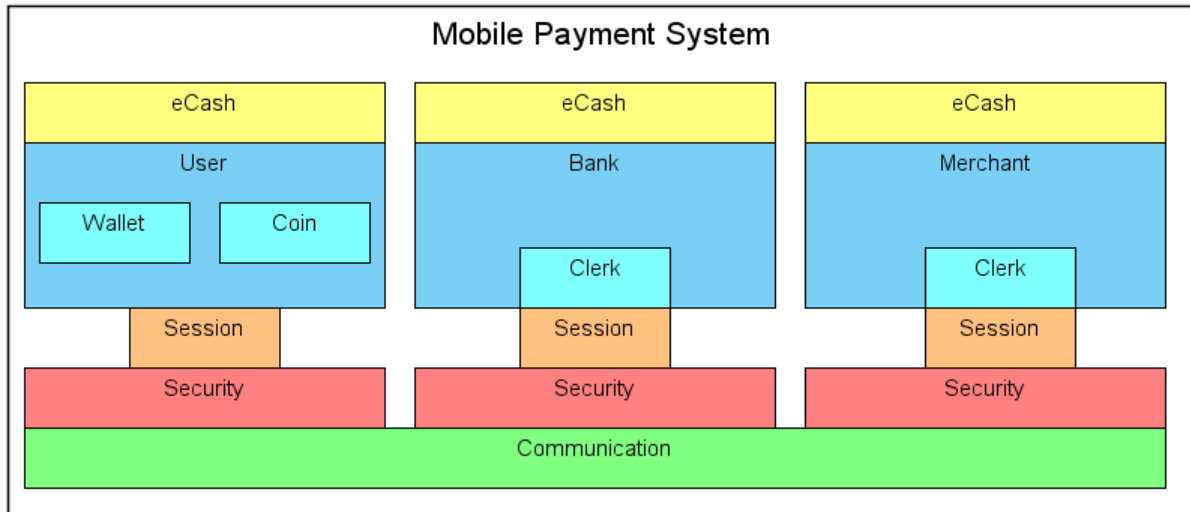 Mobile Payment System
eCash
eCash
eCash
User
Bank
Merchant
Wallet
Coin
Clerk
Clerk
Session
Session
Session
Security
Security
Security
Communication